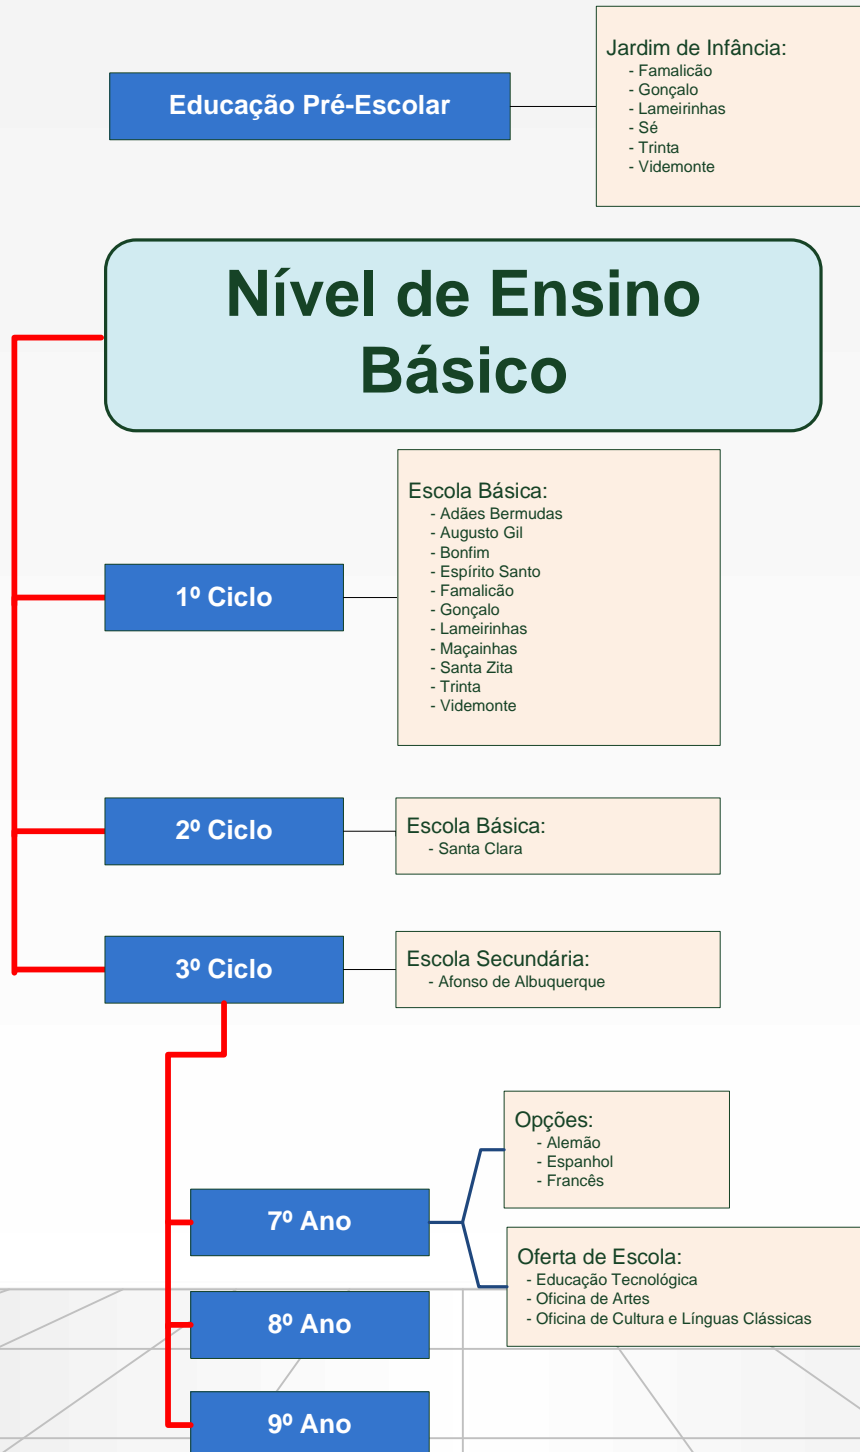 Educação Pré-Escolar
Jardim de Infância:
- Famalicão
- Gonçalo
- Lameirinhas
- Sé
- Trinta
- Videmonte
Nível de Ensino
Básico
1º Ciclo
Escola Básica:
- Adães Bermudas
- Augusto Gil
- Bonfim
- Espírito Santo
- Famalicão
- Gonçalo
- Lameirinhas
- Maçainhas
- Santa Zita
- Trinta
- Videmonte
2º Ciclo
Escola Básica:
- Santa Clara
3º Ciclo
Escola Secundária:
- Afonso de Albuquerque
7º Ano
Opções:
- Alemão
- Espanhol
- Francês
Oferta de Escola:
- Educação Tecnológica
- Oficina de Artes
- Oficina de Cultura e Línguas Clássicas
8º Ano
9º Ano